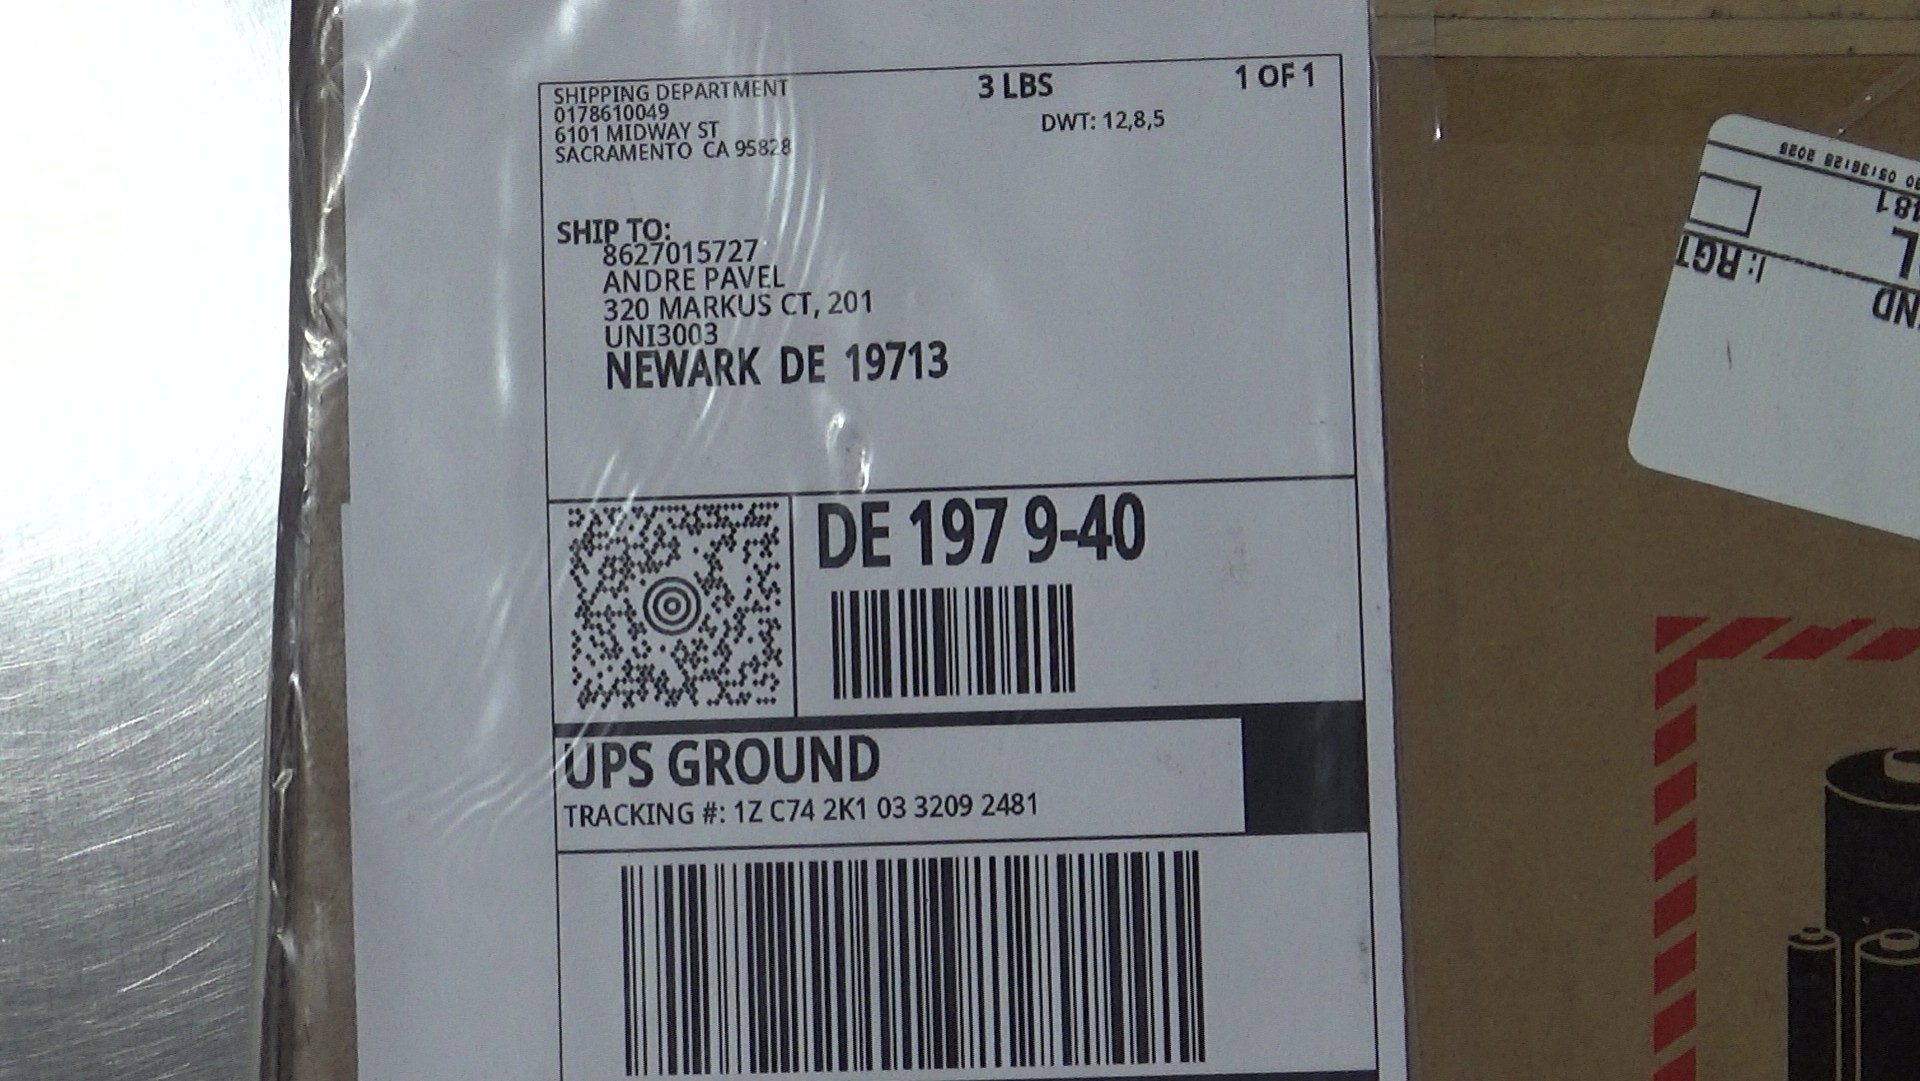 SHIPPING DEPARTMENT
0178610049
6101 MIDWAY ST
SACRAMENTO CA 95828
3 LBS
1 OF 1
DWT: 12,8,5
SHIP TO:
8627015727
ANDRE PAVEL
320 MARKUS CT, 201
UNI3003
NEWARK DE 19713
DE 197 9-40
UPS GROUND
TRACKING #: 1Z C74 2K1 03 3209 2481
I: RGT